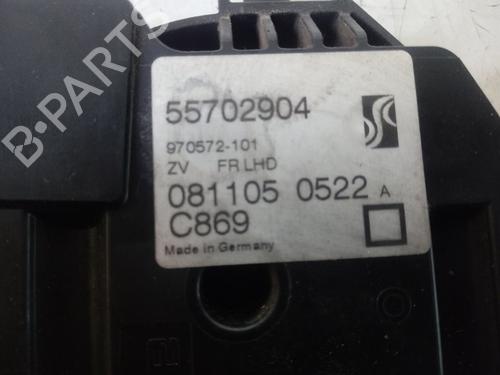 55702904
970572-101
ZV FR LHD
081105 0522 A
C869
Made in Germany
B-PARTS